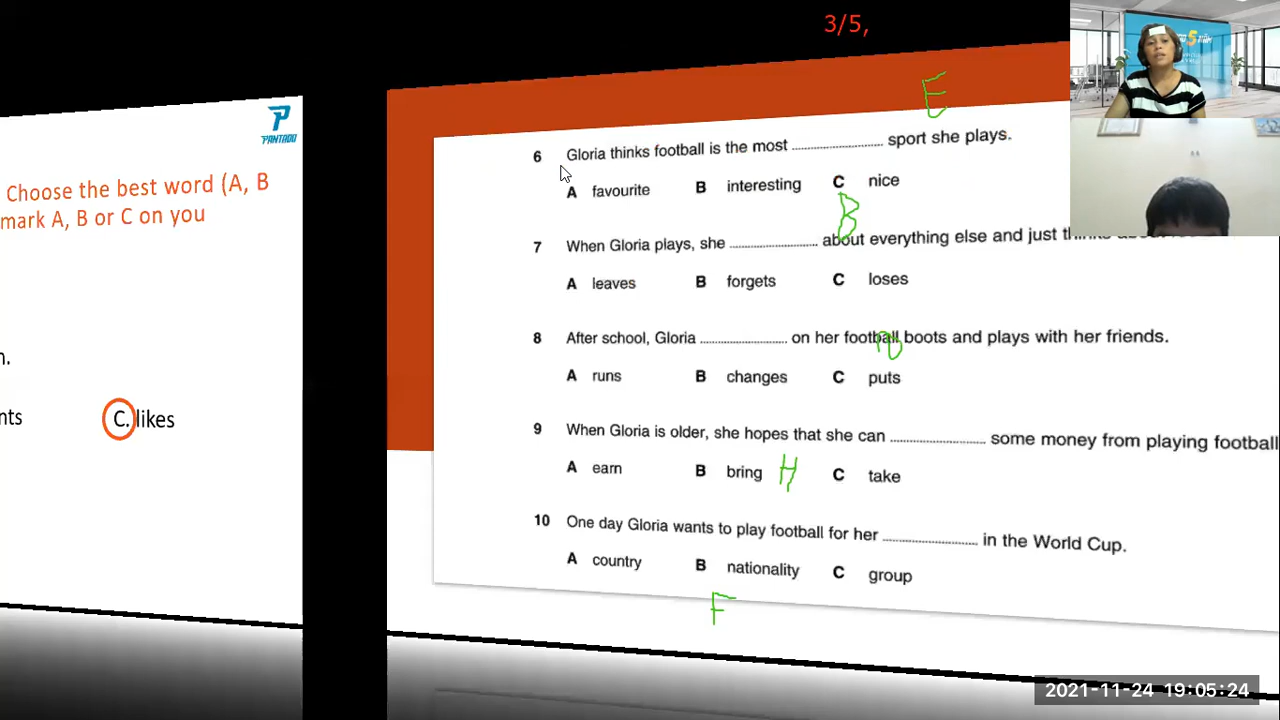 3/5,
E
PANTADO
Choose the best word (A, B
mark A, B or C on you
n.
nts C. likes
6 Gloria thinks football is the most ........................ sport she plays.
A favourite B interesting C nice
B
7 When Gloria plays, she ........................ about everything else and just
A leaves B forgets C loses
8 After school, Gloria ........................ on her football boots and plays with her friends.
A runs B changes C puts
9 When Gloria is older, she hopes that she can ........................ some money from playing football
A earn B bring C take
H
10 One day Gloria wants to play football for her ........................ in the World Cup.
A country B nationality C group
F
2021-11-24 19:05:24